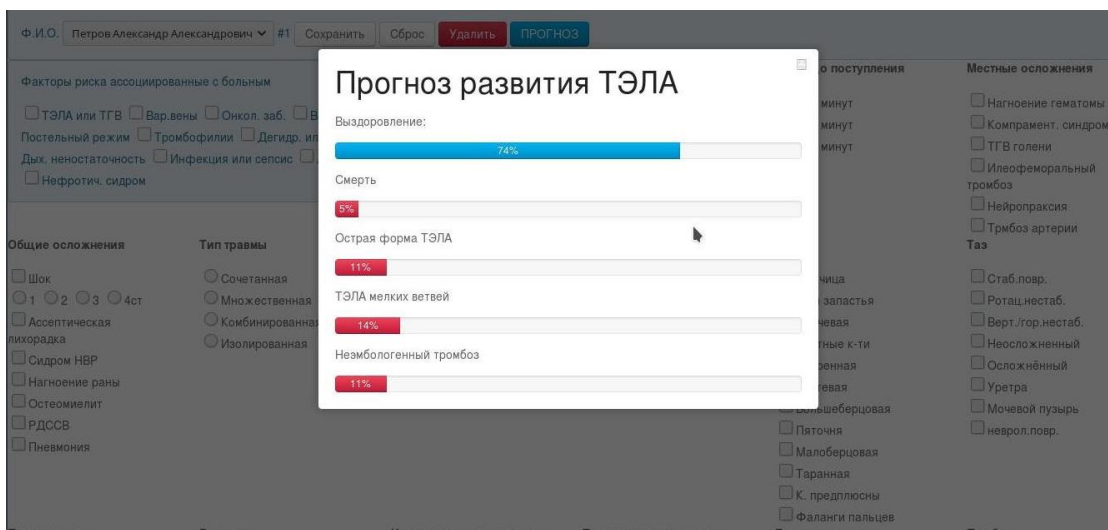 Ф.И.О. Петров Александр Александрович #1 Сохранить Сброс Удалить ПРОГНОЗ
Факторы риска ассоциированные с больным
ТЭЛА или ТГВ Вар.вены Онкол. заб.
Постельный режим Тромбофилии Дегидр. ил
Дых. неностаточность Инфекция или сепсис
Нефротич. сидром
Прогноз развития ТЭЛА
Выздоровление:
74%
Смерть
5%
Острая форма ТЭЛА
11%
ТЭЛА мелких ветвей
14%
Неэмбологенный тромбоз
11%
Общие осложнения
Шок
1 2 3 4ст
Ассептическая
лихорадка
Сидром НВР
Нагноение раны
Остеомиелит
РДССВ
Пневмония
Тип травмы
Сочетанная
Множественная
Комбинированная
Изолированная
о поступления
минут
минут
минут
запястья
Большеберцовая
Пяточня
Малоберцовая
Таранная
К. предплюсны
Фаланги пальцев
Местные осложнения
Нагноение гематомы
Компрамент. синдром
ТГВ голени
Илеофеморальный
тромбоз
Нейропраксия
Трмбоз артерии
Таз
Стаб.повр.
Ротац.нестаб.
Верт./гор.нестаб.
Неосложненный
Осложнённый
Уретра
Мочевой пузырь
неврол.повр.